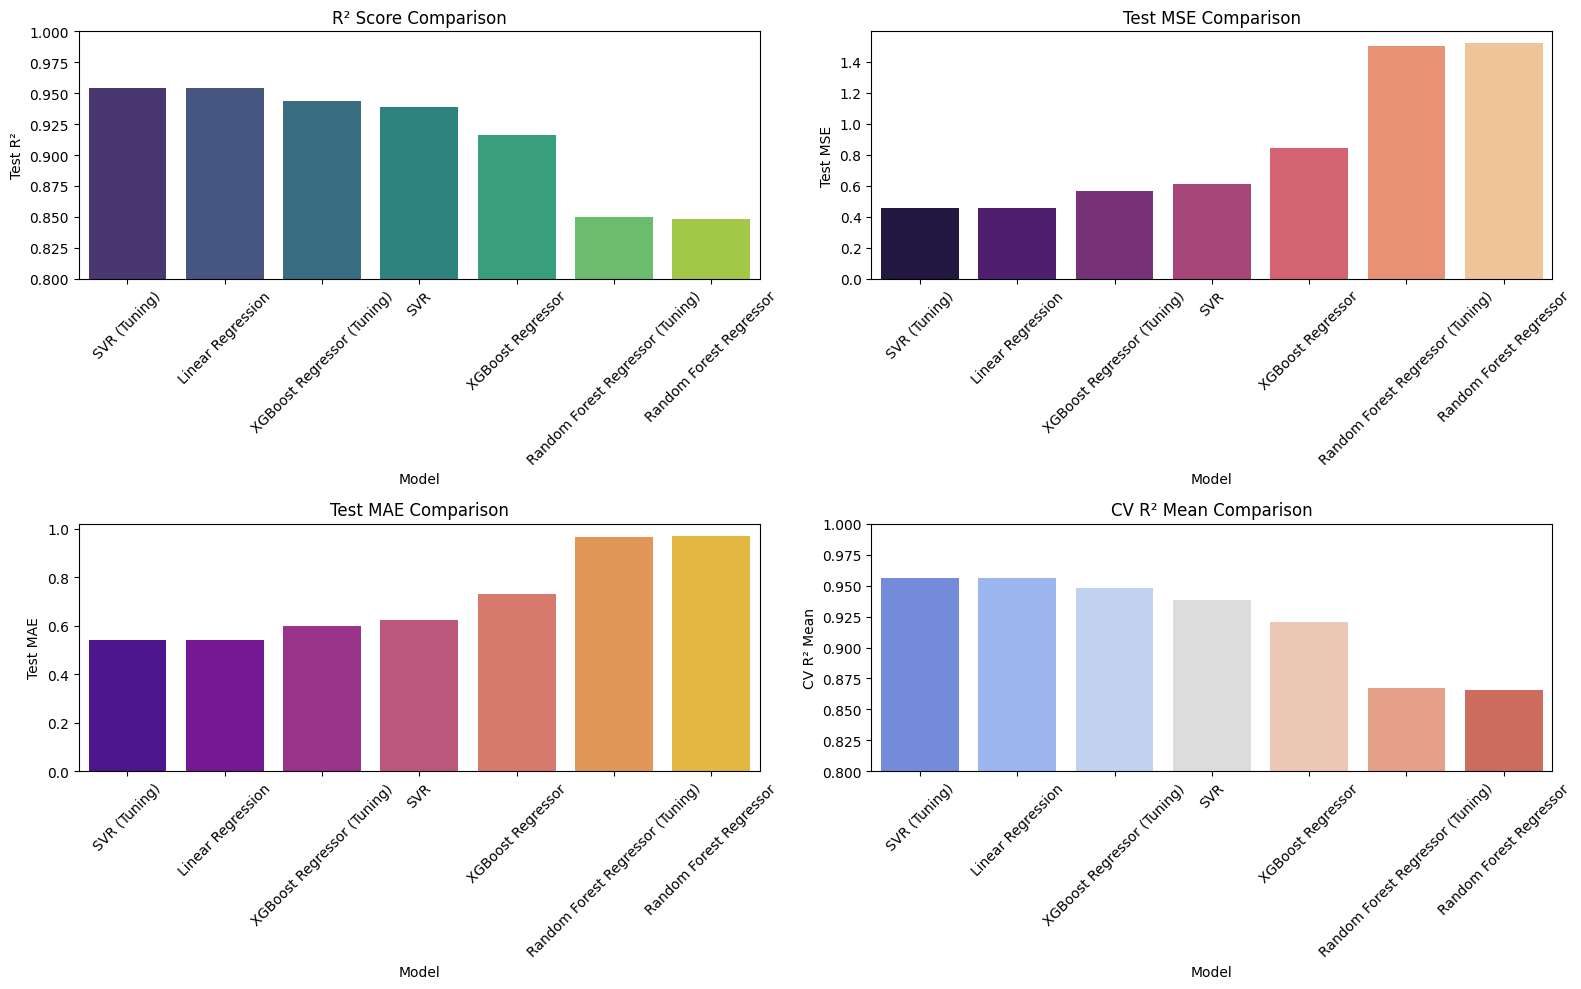 R² Score Comparison
Test R²
1.000
0.975
0.950
0.925
0.900
0.875
0.850
0.825
0.800
SVR (Tuning)
Linear Regression
XGBoost Regressor (Tuning)
SVR
XGBoost Regressor
Random Forest Regressor (Tuning)
Random Forest Regressor
Model
Test MSE Comparison
Test MSE
1.4
1.2
1.0
0.8
0.6
0.4
0.2
0.0
SVR (Tuning)
Linear Regression
XGBoost Regressor (Tuning)
SVR
XGBoost Regressor
Random Forest Regressor (Tuning)
Random Forest Regressor
Model
Test MAE Comparison
Test MAE
1.0
0.8
0.6
0.4
0.2
0.0
SVR (Tuning)
Linear Regression
XGBoost Regressor (Tuning)
SVR
XGBoost Regressor
Random Forest Regressor (Tuning)
Random Forest Regressor
Model
CV R² Mean Comparison
CV R² Mean
1.000
0.975
0.950
0.925
0.900
0.875
0.850
0.825
0.800
SVR (Tuning)
Linear Regression
XGBoost Regressor (Tuning)
SVR
XGBoost Regressor
Random Forest Regressor (Tuning)
Random Forest Regressor
Model